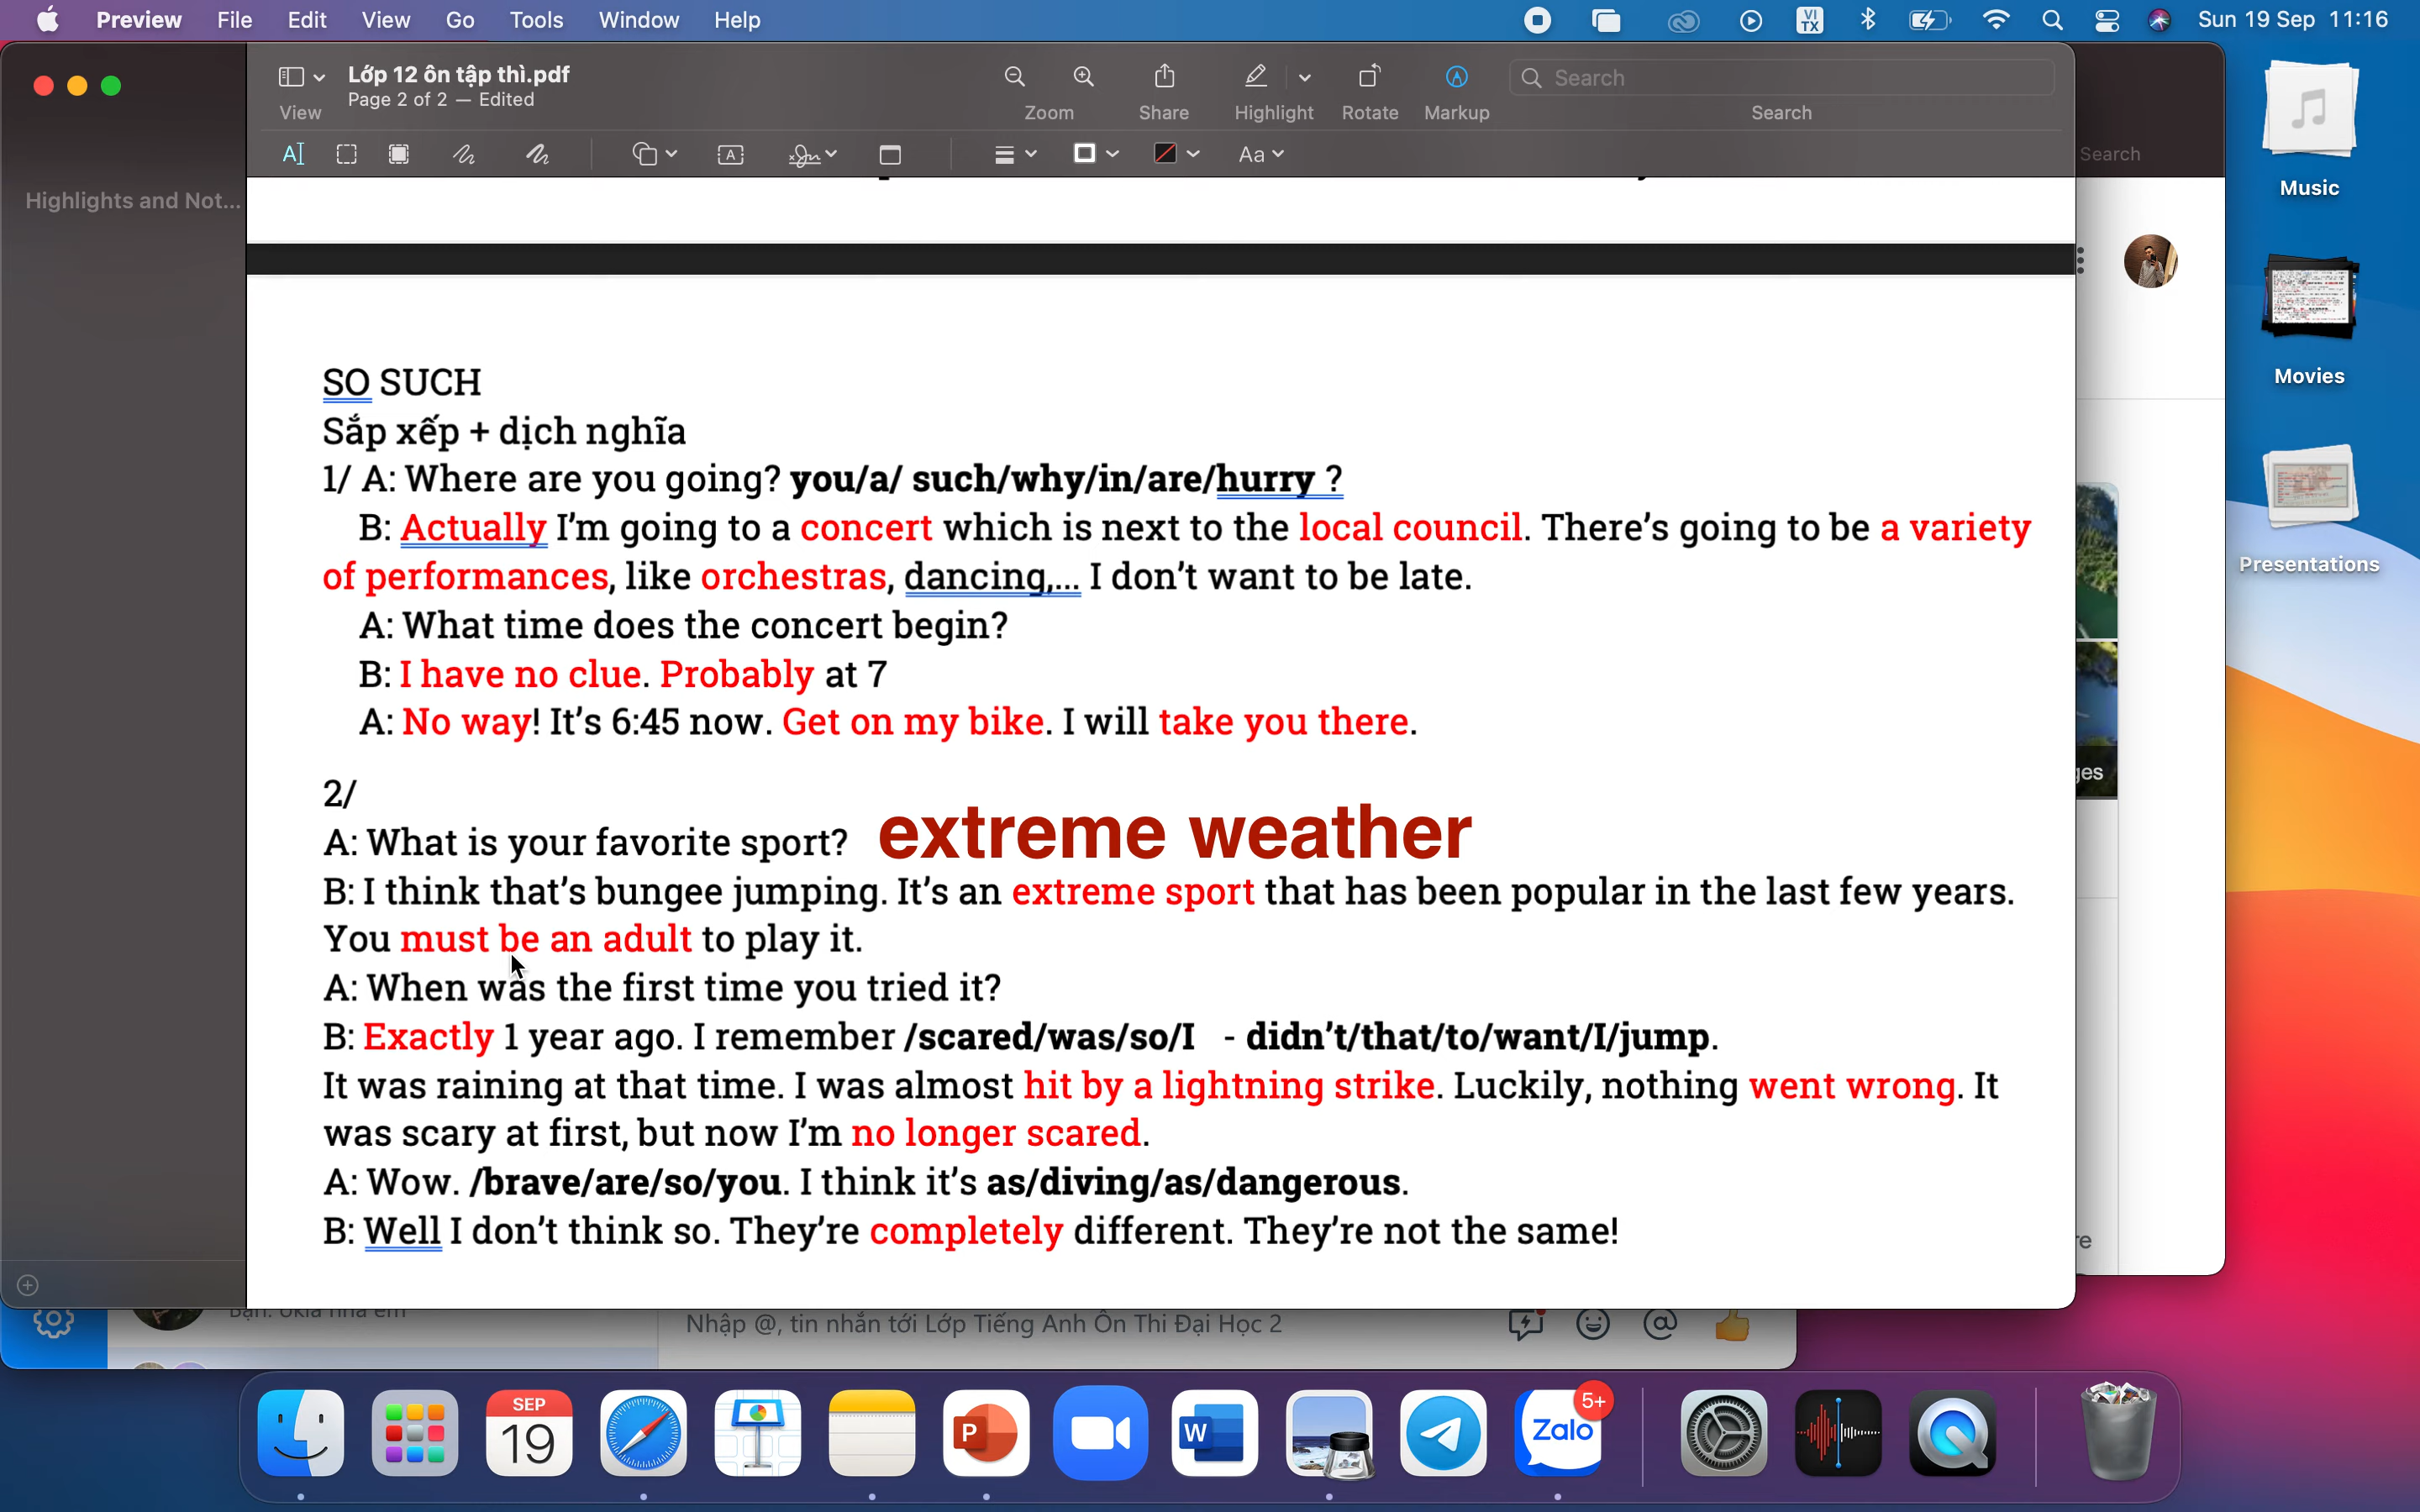 Preview File Edit View Go Tools Window Help VI TX Sun 19 Sep 11:16
Lớp 12 ôn tập thì.pdf
Page 2 of 2 — Edited
Search
View Zoom Share Highlight Rotate Markup Search
Search
A A Aa
Highlights and Not...
Music
Movies
Presentations
SO SUCH
Sắp xếp + dịch nghĩa
1/ A: Where are you going? you/a/ such/why/in/are/hurry ?
B: Actually I’m going to a concert which is next to the local council. There’s going to be a variety
of performances, like orchestras, dancing,... I don’t want to be late.
A: What time does the concert begin?
B: I have no clue. Probably at 7
A: No way! It’s 6:45 now. Get on my bike. I will take you there.
2/
A: What is your favorite sport? extreme weather
B: I think that’s bungee jumping. It’s an extreme sport that has been popular in the last few years.
You must be an adult to play it.
A: When was the first time you tried it?
B: Exactly 1 year ago. I remember /scared/was/so/I - didn’t/that/to/want/I/jump.
It was raining at that time. I was almost hit by a lightning strike. Luckily, nothing went wrong. It
was scary at first, but now I’m no longer scared.
A: Wow. /brave/are/so/you. I think it’s as/diving/as/dangerous.
B: Well I don’t think so. They’re completely different. They’re not the same!
Nhập @, tin nhắn tới Lớp Tiếng Anh Ôn Thi Đại Học 2
SEP
19
P
W
Zalo
5+